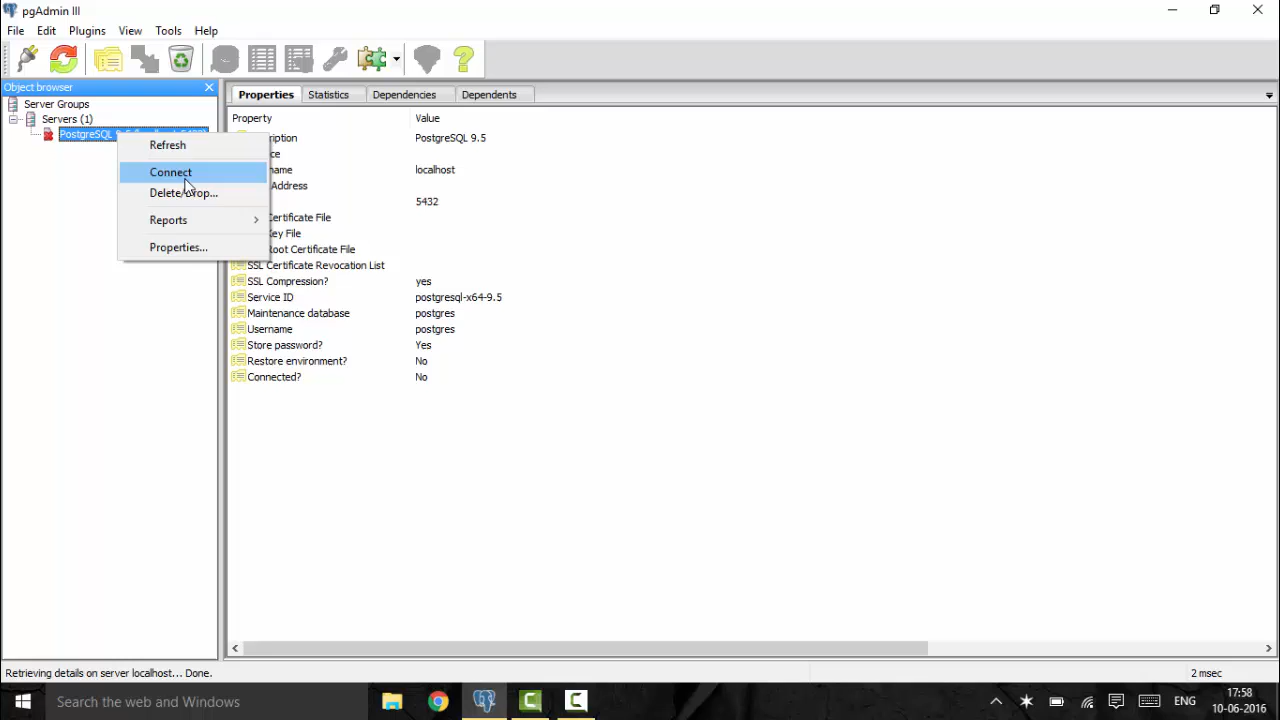 pgAdmin III
File Edit Plugins View Tools Help
Object browser
Server Groups
Servers (1)
PostgreSQL
Refresh
Connect
Delete/Drop...
Reports
Properties...
Properties Statistics Dependencies Dependents
Property Value
PostgreSQL 9.5
name localhost
Address
5432
Certificate File
Key File
Root Certificate File
SSL Certificate Revocation List
SSL Compression? yes
Service ID postgresql-x64-9.5
Maintenance database postgres
Username postgres
Store password? Yes
Restore environment? No
Connected? No
Retrieving details on server localhost... Done. 2 msec
Search the web and Windows
ENG
17:58
10-06-2016